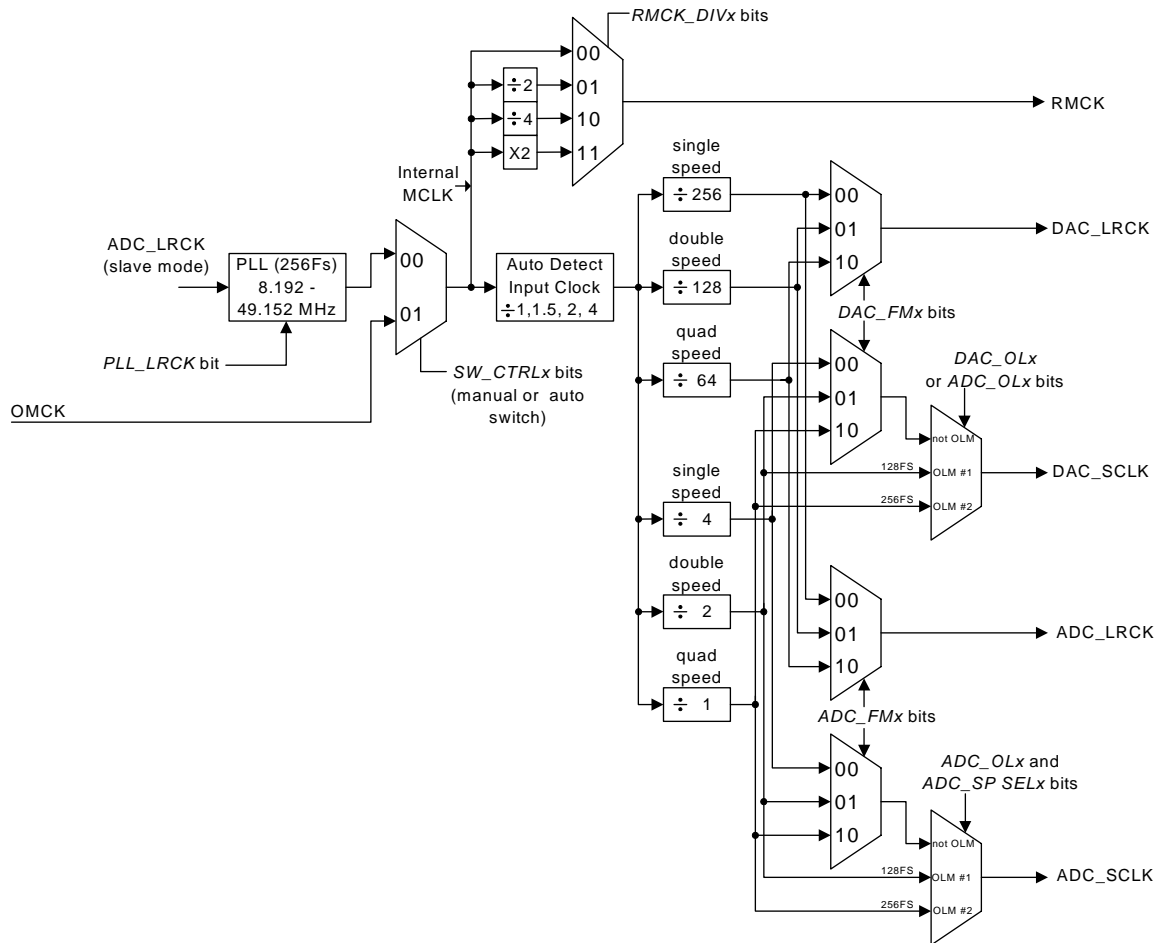 RMCK_DIVx bits
00
÷2
01
÷4
10
X2
11
RMCK
Internal
MCLK
ADC_LRCK
(slave mode)
PLL (256Fs)
8.192 -
49.152 MHz
PLL_LRCK bit
OMCK
00
01
SW_CTRLx bits
(manual or auto
switch)
Auto Detect
Input Clock
÷1,1.5, 2, 4
single
speed
÷256
double
speed
÷128
quad
speed
÷ 64
single
speed
÷ 4
double
speed
÷ 2
quad
speed
÷ 1
00
01
10
DAC_LRCK
DAC_FMx bits
00
01
10
DAC_OLx
or ADC_OLx bits
not OLM
128FS
OLM #1
256FS
OLM #2
DAC_SCLK
00
01
10
ADC_LRCK
ADC_FMx bits
00
01
10
ADC_OLx and
ADC_SP SELx bits
not OLM
128FS
OLM #1
256FS
OLM #2
ADC_SCLK